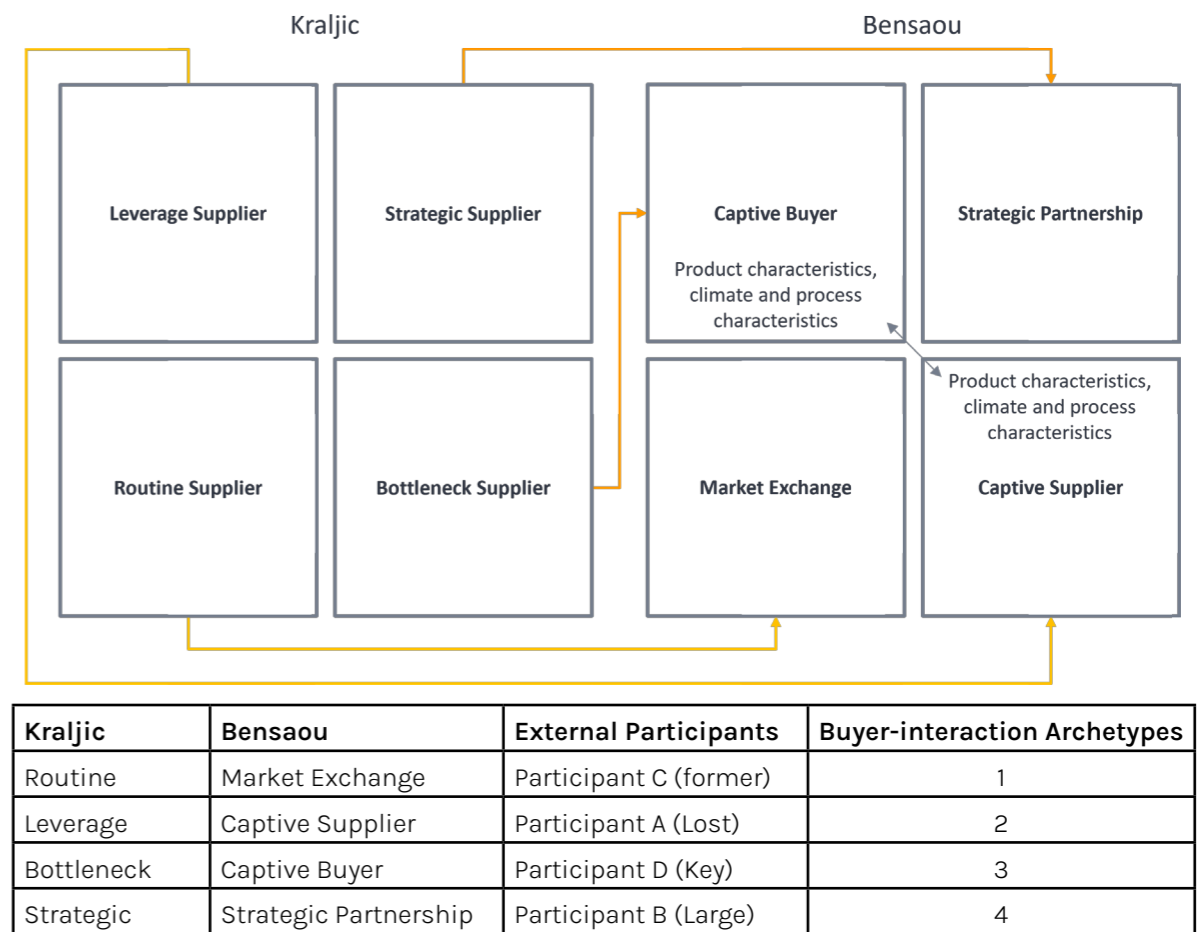 Kraljic
Bensaou
Leverage Supplier
Strategic Supplier
Captive Buyer
Product characteristics,
climate and process
characteristics
Strategic Partnership
Routine Supplier
Bottleneck Supplier
Market Exchange
Product characteristics,
climate and process
characteristics
Captive Supplier
Kraljic Bensaou External Participants Buyer-interaction Archetypes
Routine Market Exchange Participant C (former) 1
Leverage Captive Supplier Participant A (Lost) 2
Bottleneck Captive Buyer Participant D (Key) 3
Strategic Strategic Partnership Participant B (Large) 4